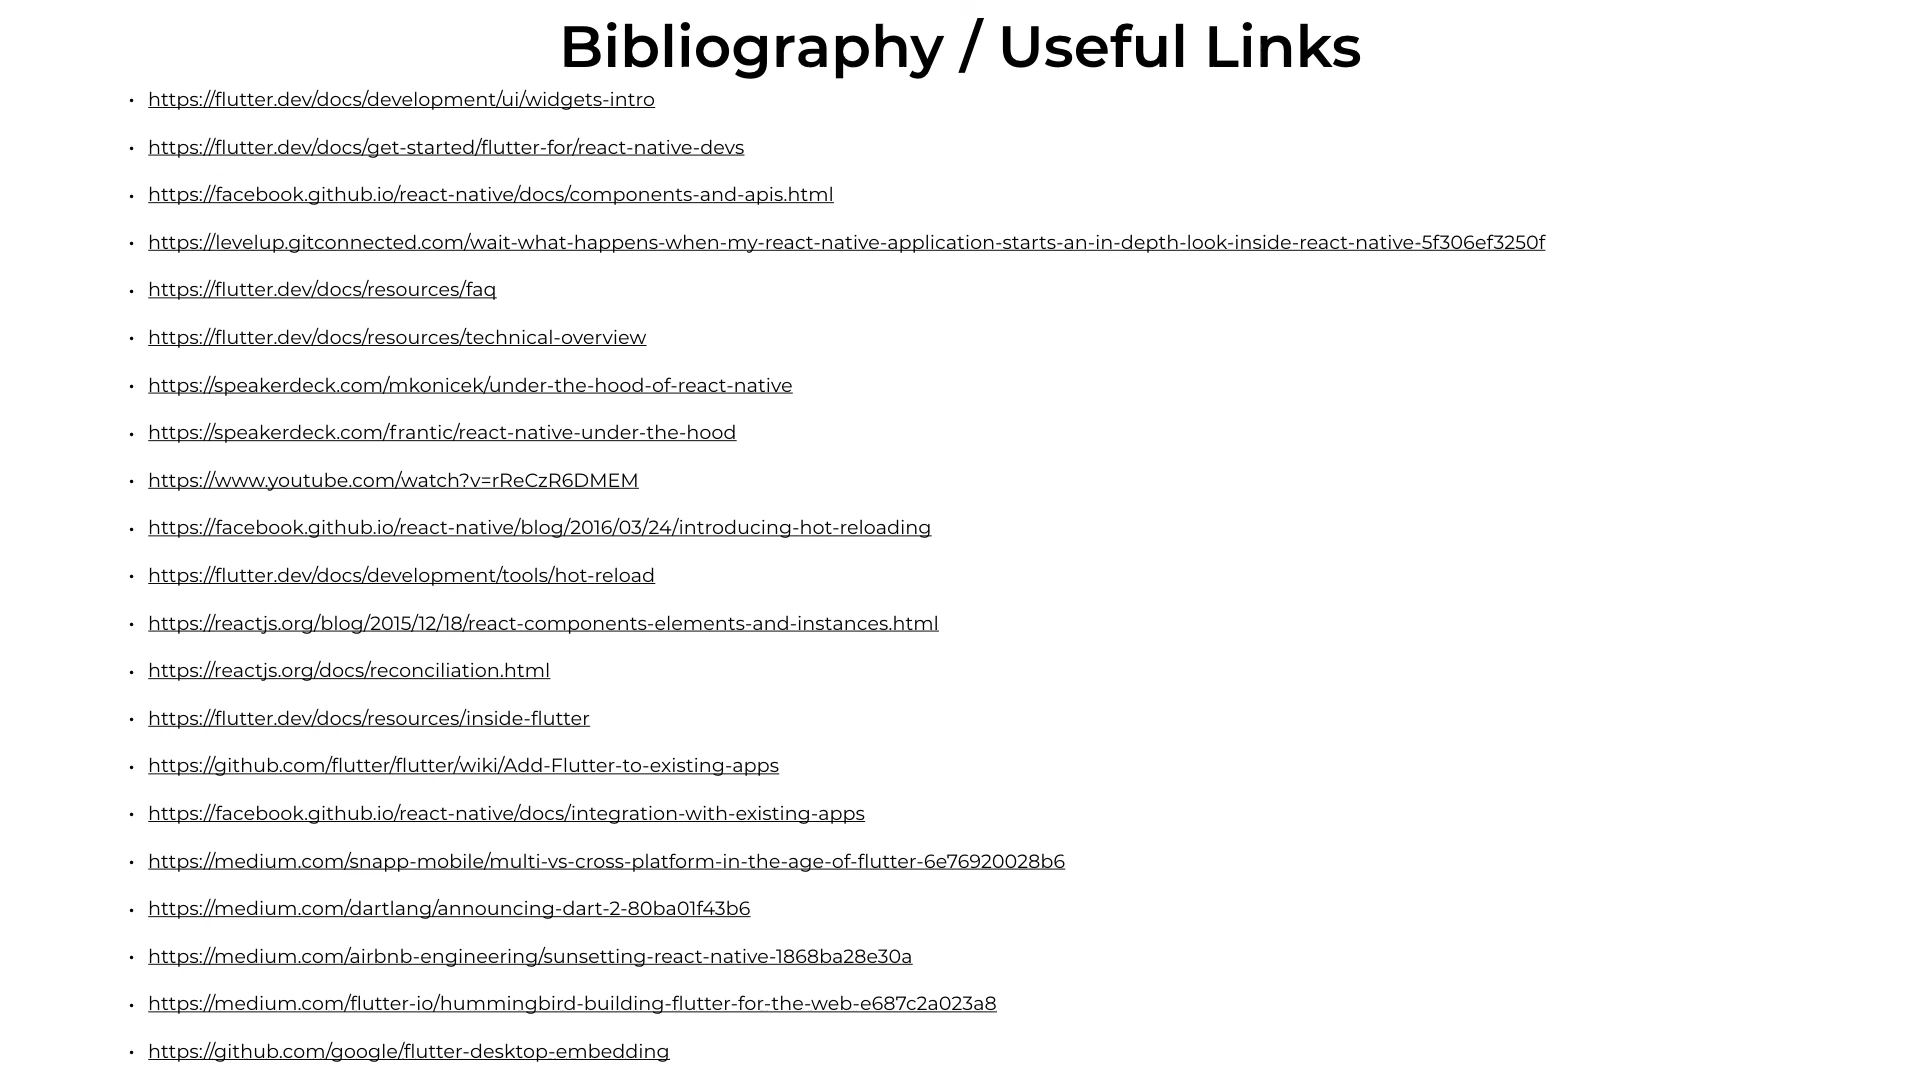 Bibliography / Useful Links
• https://flutter.dev/docs/development/ui/widgets-intro
• https://flutter.dev/docs/get-started/flutter-for/react-native-devs
• https://facebook.github.io/react-native/docs/components-and-apis.html
• https://levelup.gitconnected.com/wait-what-happens-when-my-react-native-application-starts-an-in-depth-look-inside-react-native-5f306ef3250f
• https://flutter.dev/docs/resources/faq
• https://flutter.dev/docs/resources/technical-overview
• https://speakerdeck.com/mkonicek/under-the-hood-of-react-native
• https://speakerdeck.com/frantic/react-native-under-the-hood
• https://www.youtube.com/watch?v=rReCzR6DMEM
• https://facebook.github.io/react-native/blog/2016/03/24/introducing-hot-reloading
• https://flutter.dev/docs/development/tools/hot-reload
• https://reactjs.org/blog/2015/12/18/react-components-elements-and-instances.html
• https://reactjs.org/docs/reconciliation.html
• https://flutter.dev/docs/resources/inside-flutter
• https://github.com/flutter/flutter/wiki/Add-Flutter-to-existing-apps
• https://facebook.github.io/react-native/docs/integration-with-existing-apps
• https://medium.com/snapp-mobile/multi-vs-cross-platform-in-the-age-of-flutter-6e76920028b6
• https://medium.com/dartlang/announcing-dart-2-80ba01f43b6
• https://medium.com/airbnb-engineering/sunsetting-react-native-1868ba28e30a
• https://medium.com/flutter-io/hummingbird-building-flutter-for-the-web-e687c2a023a8
• https://github.com/google/flutter-desktop-embedding